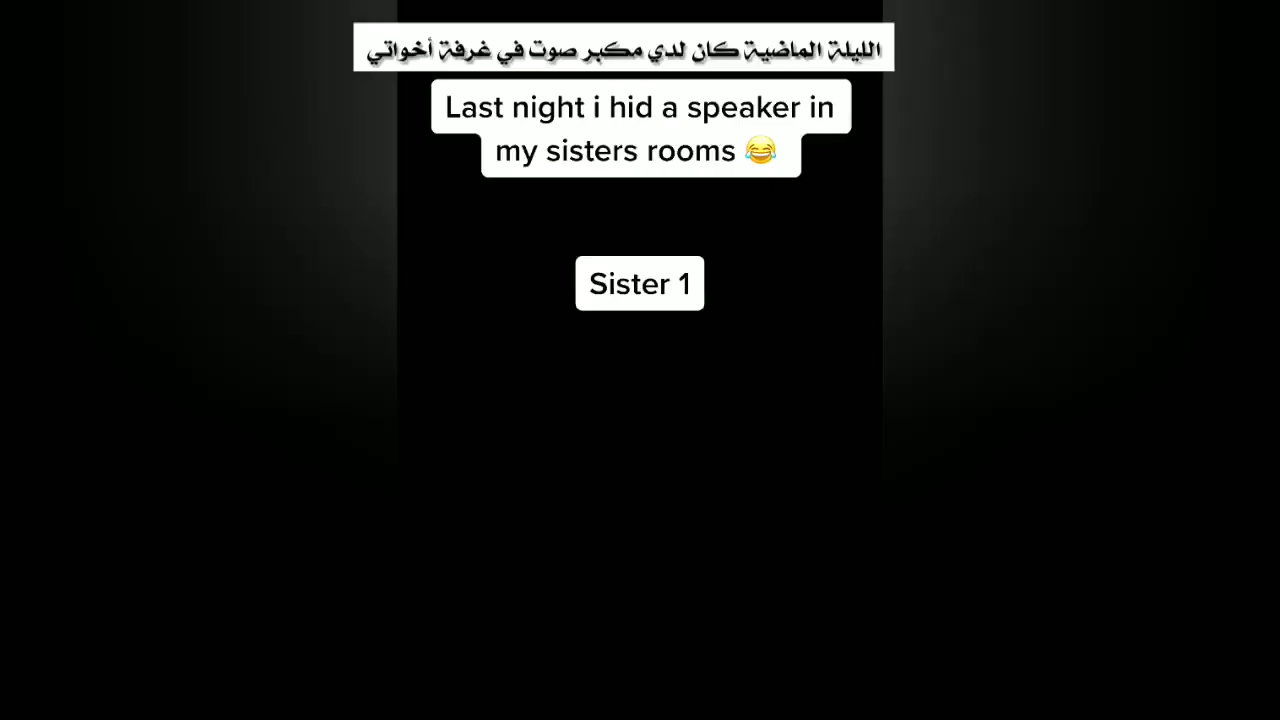 الليلة الماضية كان لدي مكبر صوت في غرفة أخواتي
Last night i hid a speaker in
my sisters rooms 😂
Sister 1